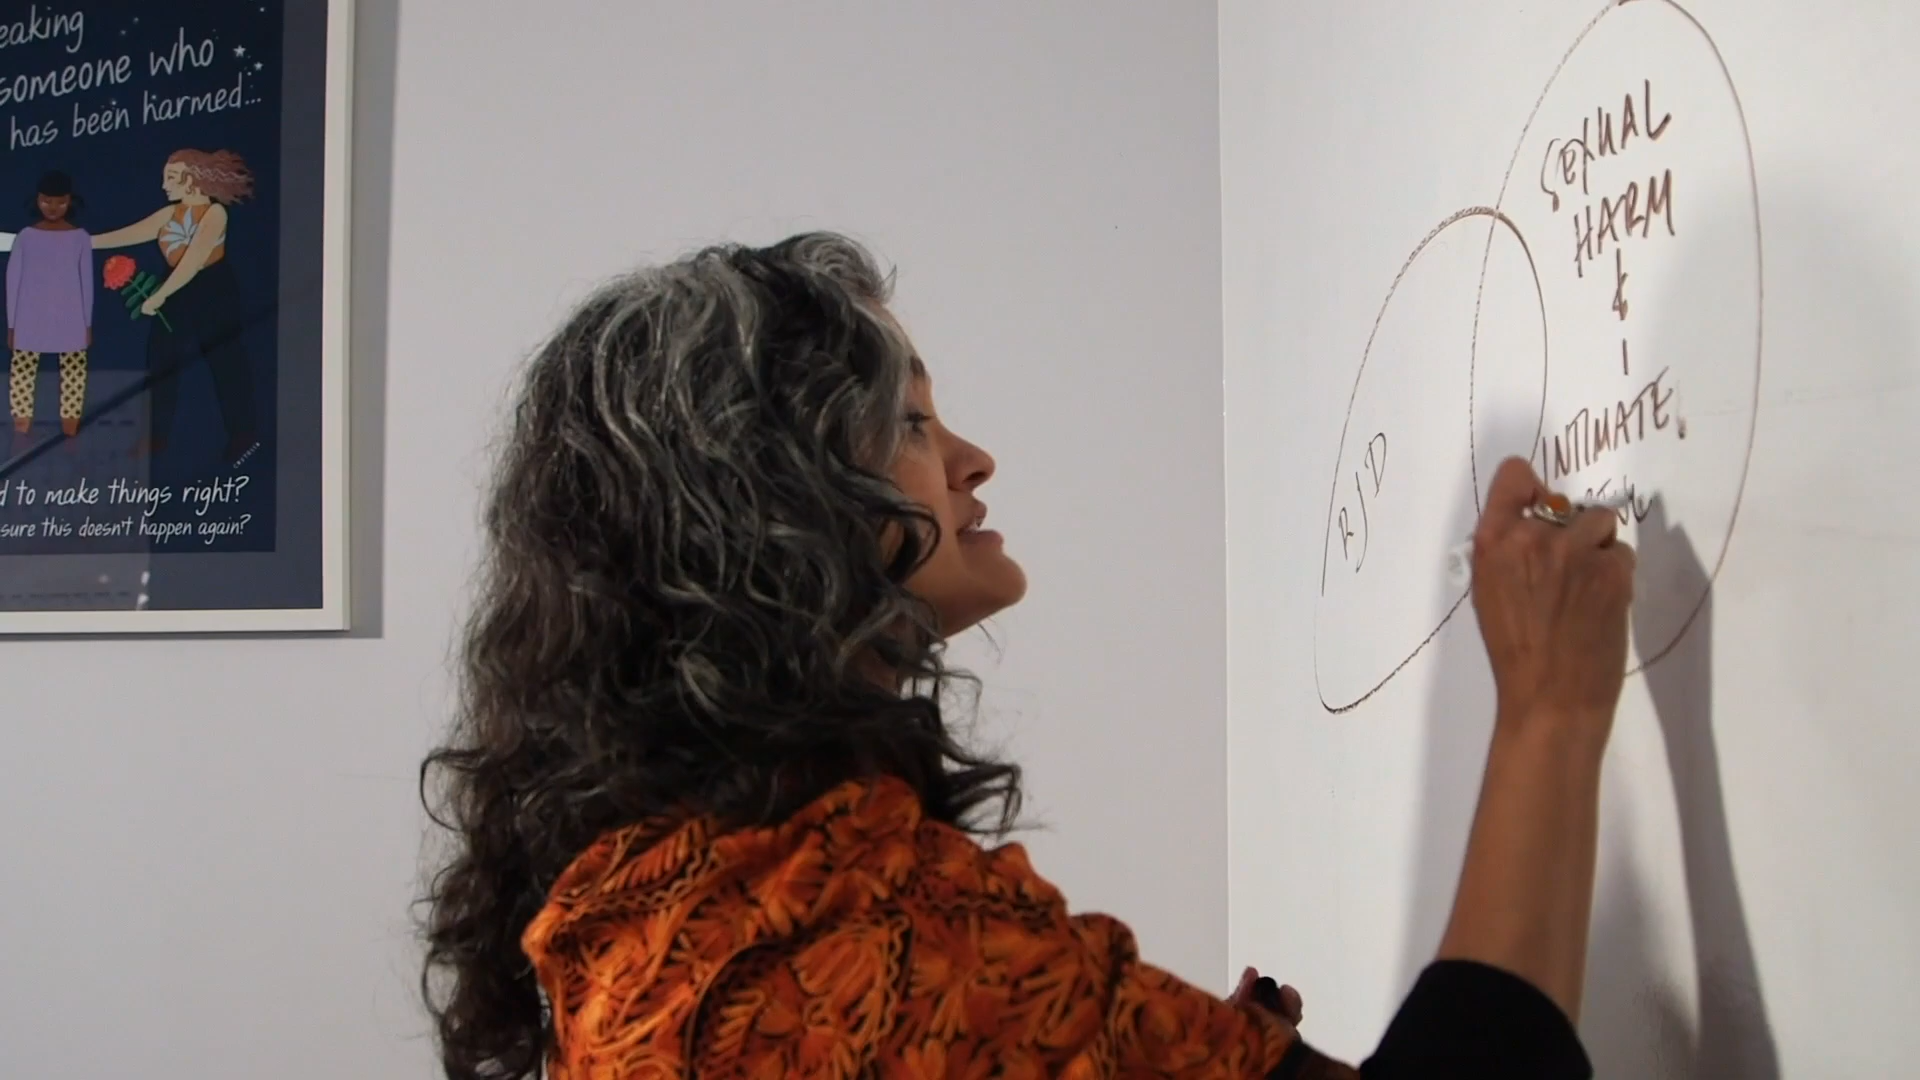 eaking
someone who
has been harmed...
d to make things right?
sure this doesn't happen again?
RJD
SEXUAL
HARM
&
INTIMATE